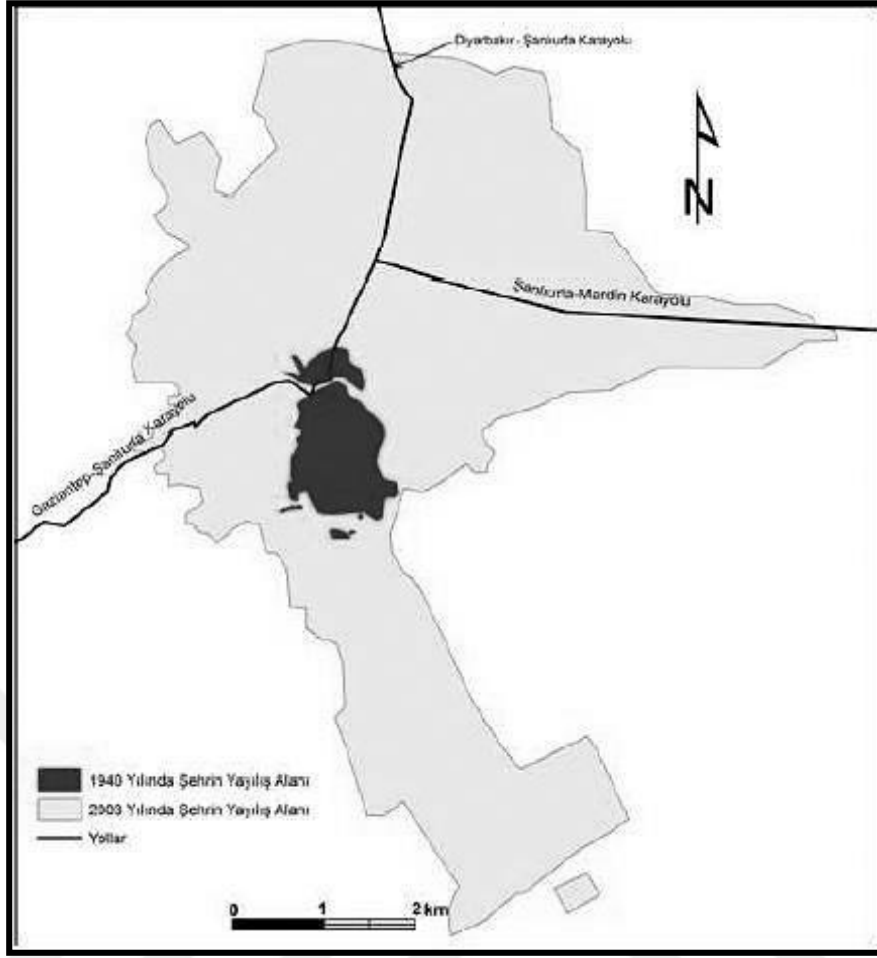 Diyarbakır - Şanlıurfa Karayolu
N
Şanlıurfa-Mardin Karayolu
Gaziantep-Şanlıurfa Karayolu
1940 Yılında Şehrin Yayılış Alanı
2003 Yılında Şehrin Yayılış Alanı
Yollar
0 1 2 km